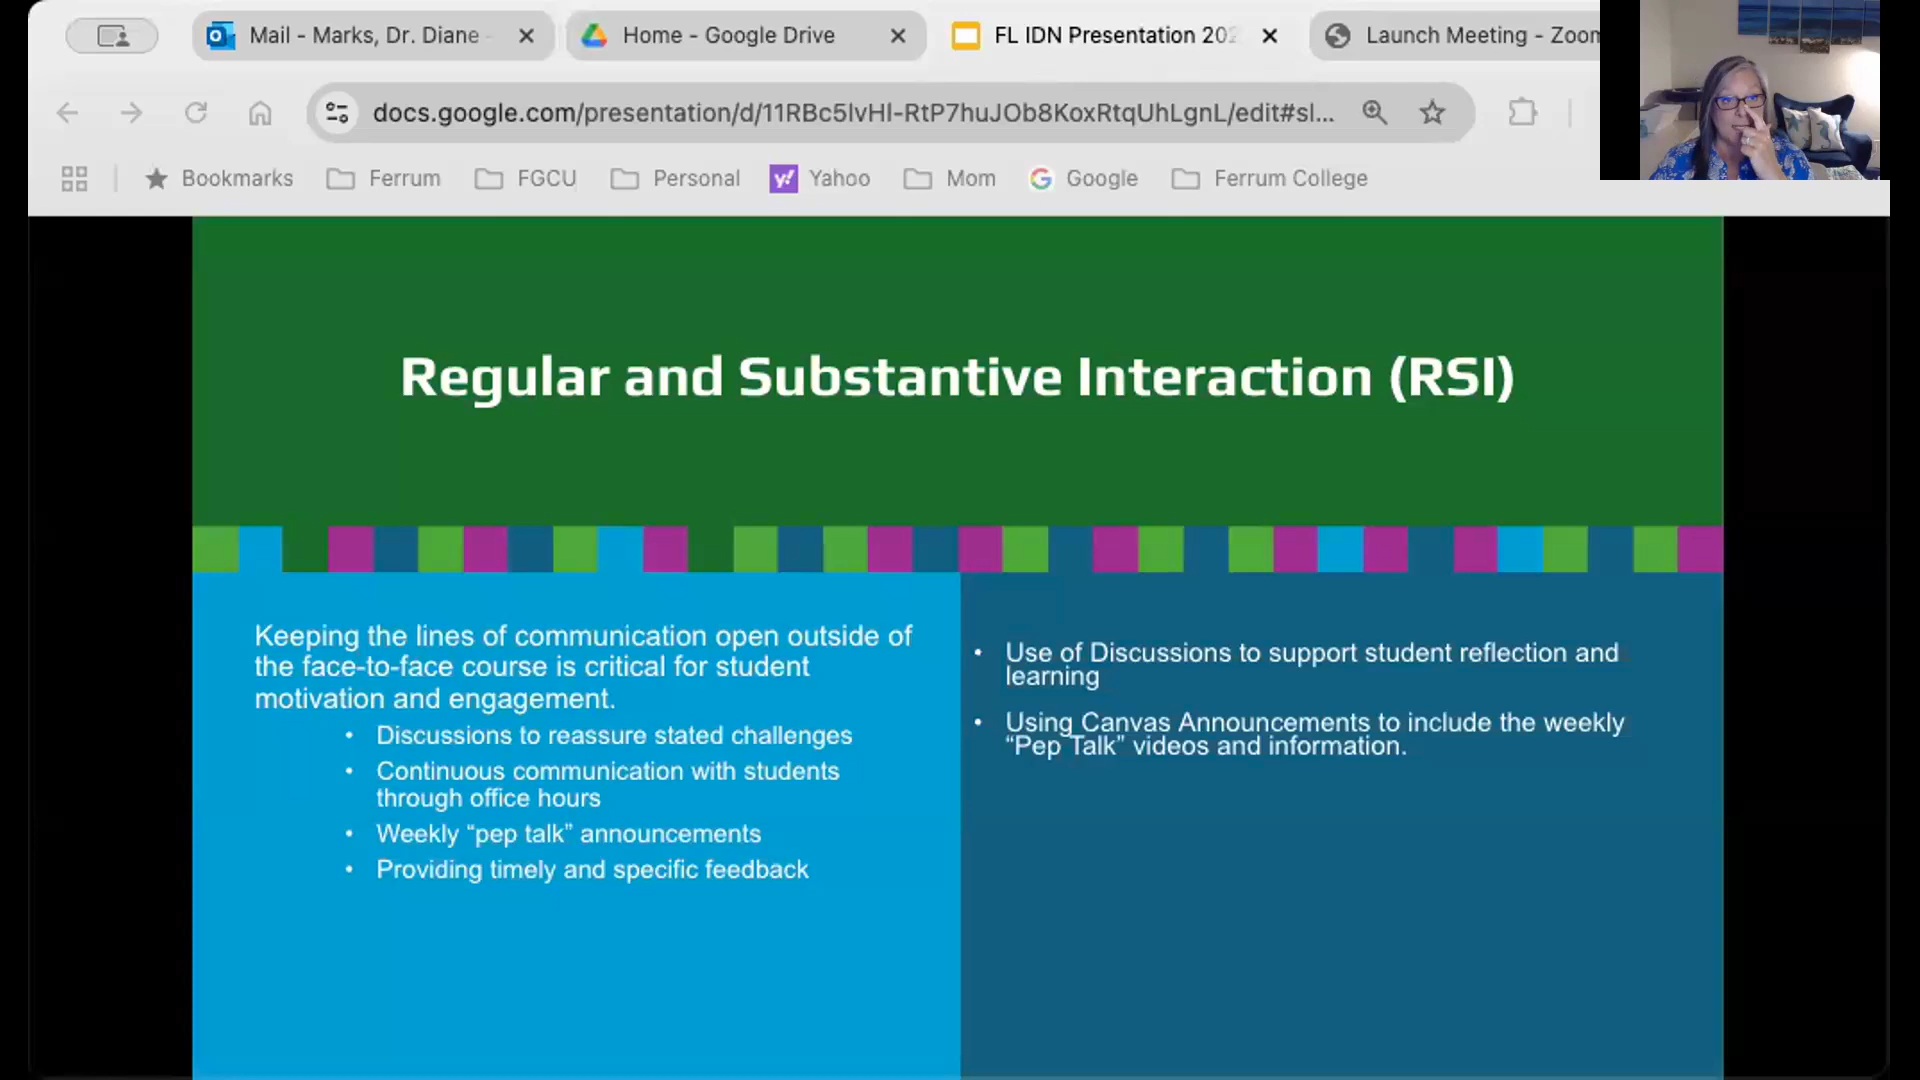 Mail - Marks, Dr. Diane -
Home - Google Drive
FL IDN Presentation 202
Launch Meeting - Zoom
docs.google.com/presentation/d/11RBc5lvHl-RtP7huJOb8KoxRtqUhLgnL/edit#sl...
Bookmarks
Ferrum
FGCU
Personal
Yahoo
Mom
Google
Ferrum College
Regular and Substantive Interaction (RSI)
Keeping the lines of communication open outside of
the face-to-face course is critical for student
motivation and engagement.
• Discussions to reassure stated challenges
• Continuous communication with students
through office hours
• Weekly “pep talk” announcements
• Providing timely and specific feedback
• Use of Discussions to support student reflection and
learning
• Using Canvas Announcements to include the weekly
“Pep Talk” videos and information.